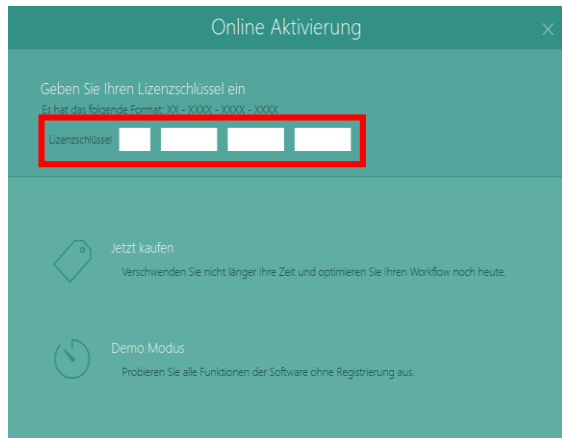 Online Aktivierung
Geben Sie Ihren Lizenzschlüssel ein
Es hat das folgende Format: XX - XXXX - XXXX - XXXX
Lizenzschlüssel
Jetzt kaufen
Verschwenden Sie nicht länger Ihre Zeit und optimieren Sie Ihren Workflow noch heute.
Demo Modus
Probieren Sie alle Funktionen der Software ohne Registrierung aus.